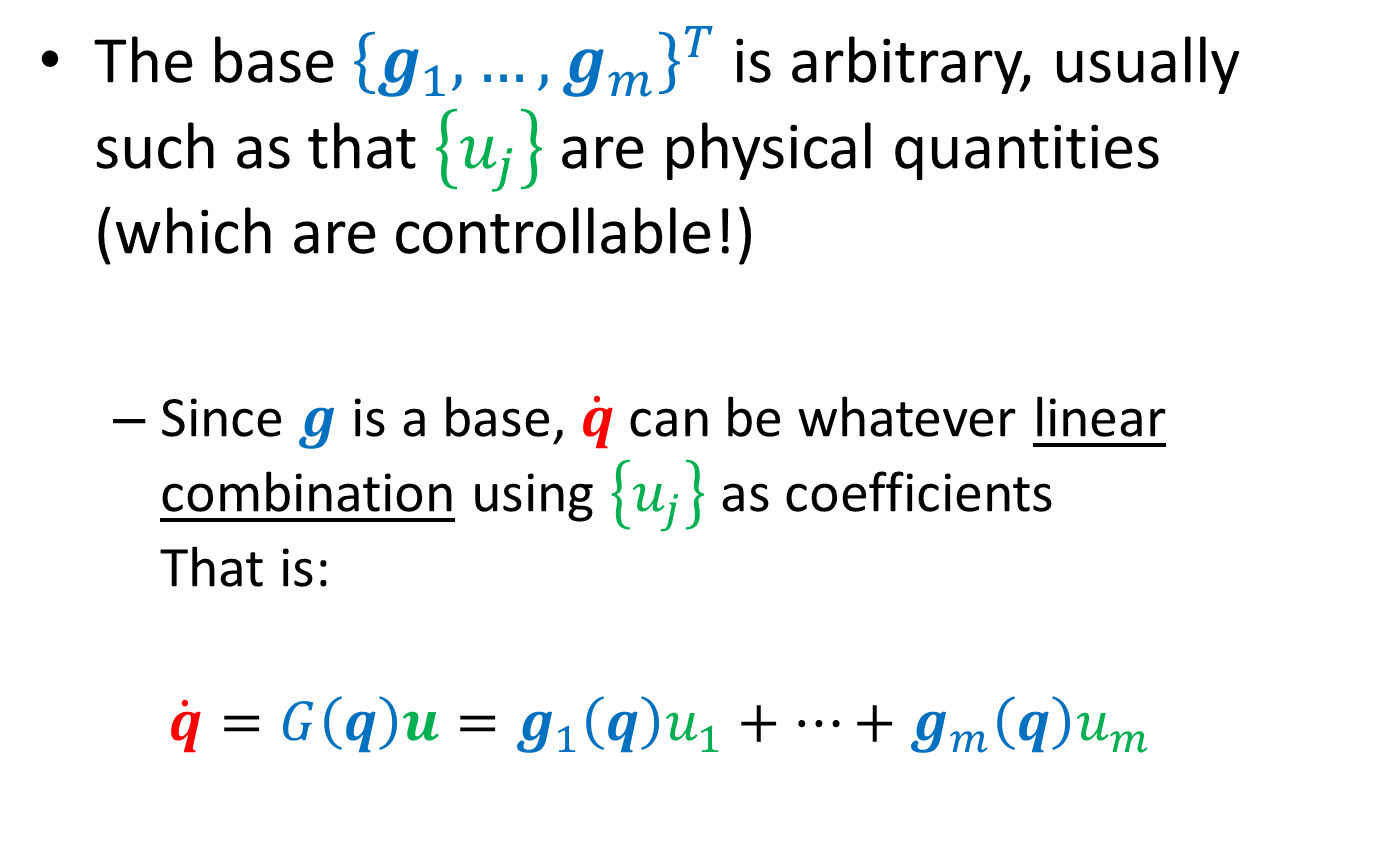 • The base {𝒈₁, … , 𝒈ₘ}ᵀ is arbitrary, usually
such as that {𝑢ⱼ} are physical quantities
(which are controllable!)
– Since 𝒈 is a base, 𝒒̇ can be whatever linear
combination using {𝑢ⱼ} as coefficients
That is:
𝒒̇ = 𝐺(𝒒)𝒖 = 𝒈₁(𝒒)𝑢₁ + ⋯ + 𝒈ₘ(𝒒)𝑢ₘ